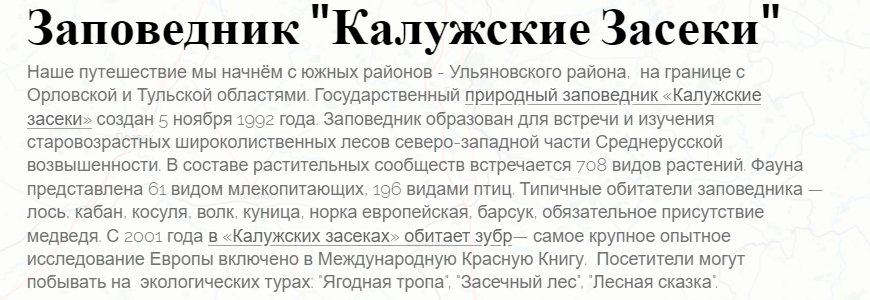 Заповедник "Калужские Засеки"
Наше путешествие мы начнём с южных районов - Ульяновского района,  на границе с
Орловской и Тульской областями. Государственный природный заповедник «Калужские
засеки» создан 5 ноября 1992 года. Заповедник образован для встречи и изучения
старовозрастных широколиственных лесов северо-западной части Среднерусской
возвышенности. В составе растительных сообществ встречается 708 видов растений. Фауна
представлена 61 видом млекопитающих, 196 видами птиц. Типичные обитатели заповедника —
лось, кабан, косуля, волк, куница, норка европейская, барсук, обязательное присутствие
медведя. С 2001 года в «Калужских засеках» обитает зубр— самое крупное опытное
исследование Европы включено в Международную Красную Книгу.  Посетители могут
побывать на  экологических турах: "Ягодная тропа", "Засечный лес", "Лесная сказка".